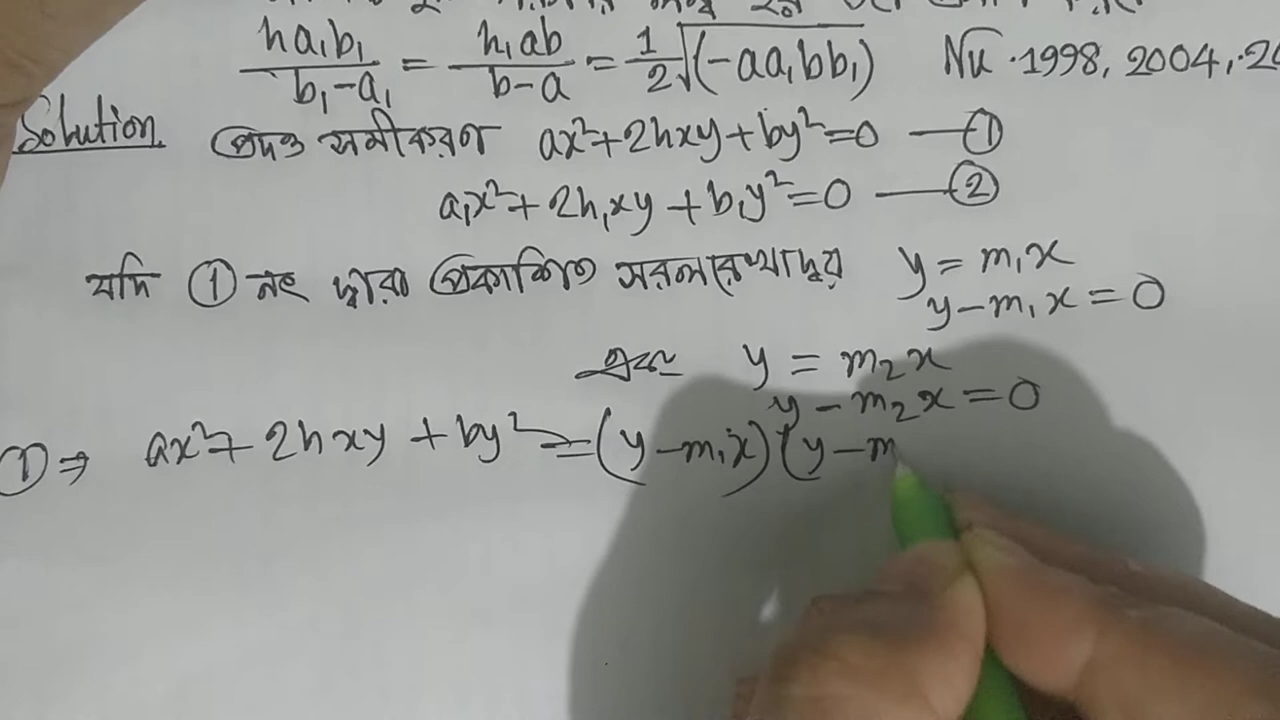 ha₁b₁/b₁-a₁ = h₁ab/b-a = 1/2 √(-aa₁bb₁) NU . 1998, 2004, 20
Solution. প্রদত্ত সমীকরণ ax²+2hxy+by²=0 —①
a₁x²+2h₁xy+b₁y²=0 —②
যদি ① নং দ্বারা প্রকাশিত সরলরেখাদ্বয় y = m₁x
y-m₁x=0
এবং y = m₂x
y-m₂x=0
①⇒ ax²+2hxy+by²=(y-m₁x)(y-m